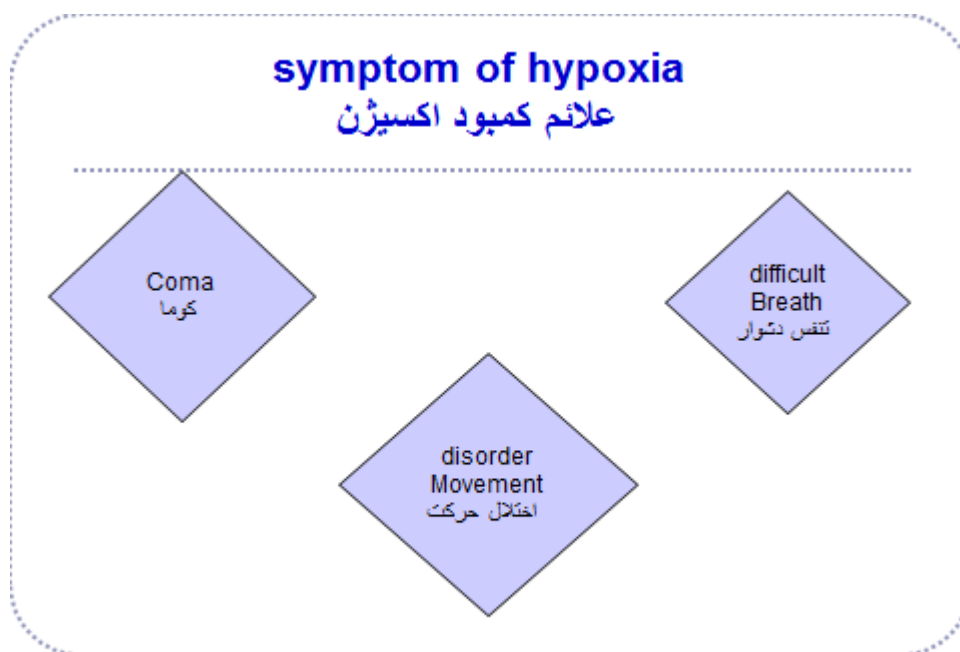 symptom of hypoxia
علائم کمبود اکسیژن
Coma
کوما
difficult
Breath
تنفس دشوار
disorder
Movement
اختلال حرکت